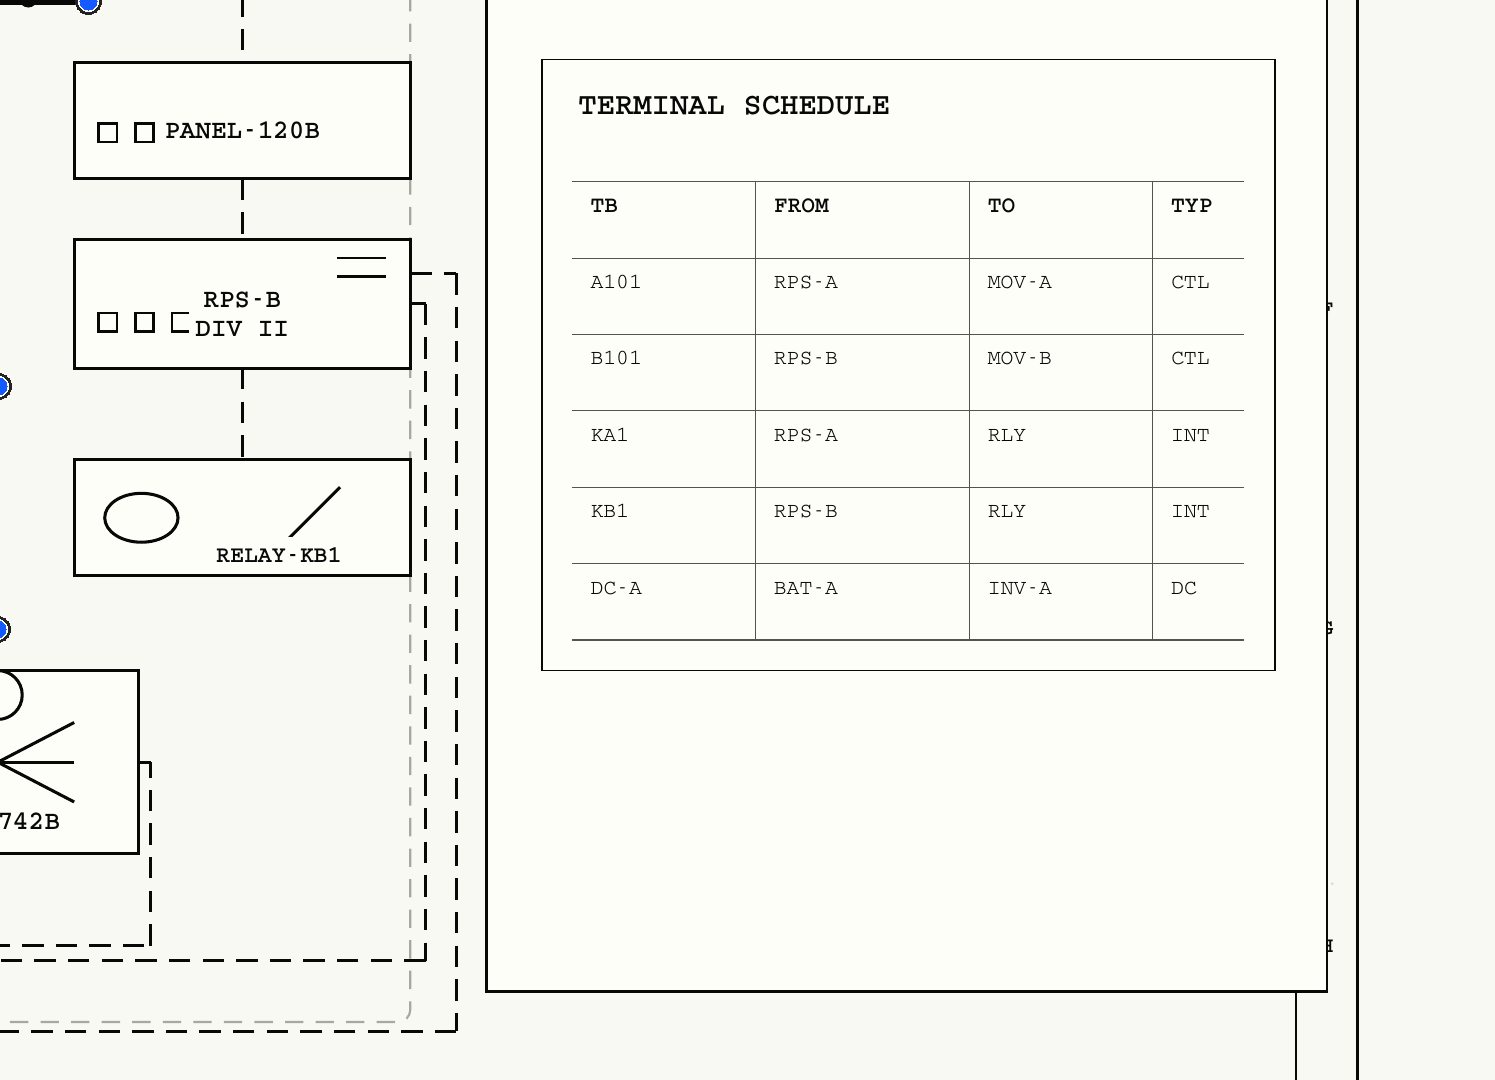 PANEL-120B
RPS-B
DIV II
RELAY-KB1
742B
TERMINAL SCHEDULE
TB FROM TO TYP
A101 RPS-A MOV-A CTL
B101 RPS-B MOV-B CTL
KA1 RPS-A RLY INT
KB1 RPS-B RLY INT
DC-A BAT-A INV-A DC